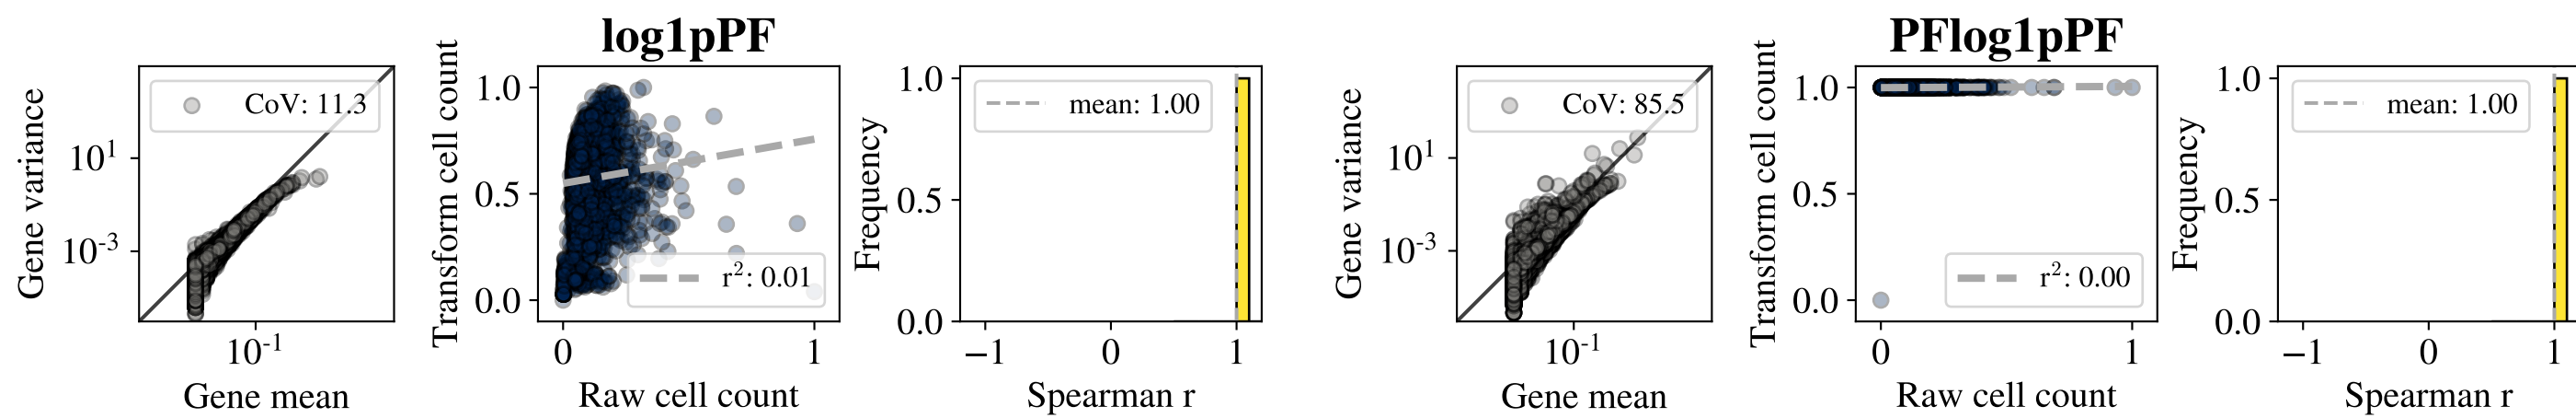 log1pPF
Gene variance
10^1
10^-3
CoV: 11.3
10^-1
Gene mean
Transform cell count
1.0
0.5
0.0
r^2: 0.01
0
1
Raw cell count
Frequency
1.0
0.5
0.0
mean: 1.00
−1
0
1
Spearman r
PFlog1pPF
Gene variance
10^1
10^-3
CoV: 85.5
10^-1
Gene mean
Transform cell count
1.0
0.5
0.0
r^2: 0.00
0
1
Raw cell count
Frequency
1.0
0.5
0.0
mean: 1.00
−1
0
1
Spearman r